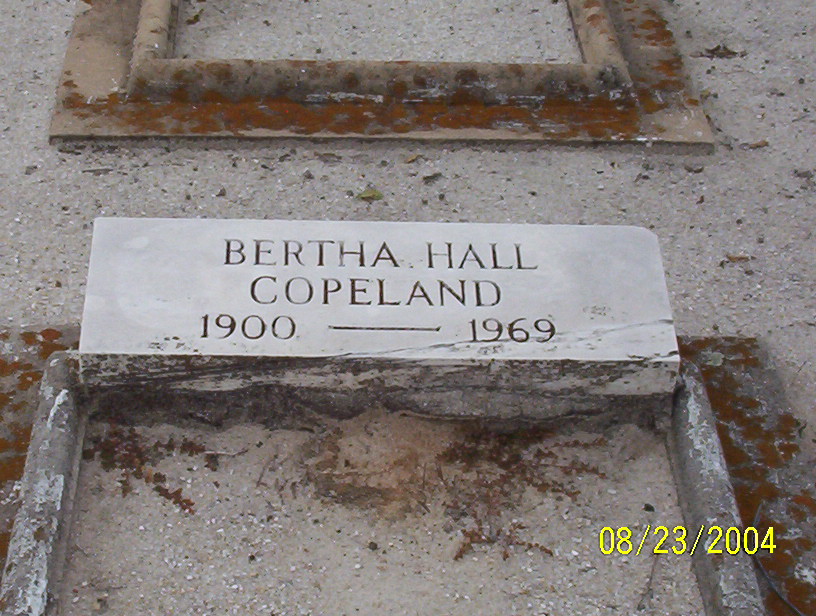 BERTHA HALL
COPELAND
1900 — 1969
08/23/2004